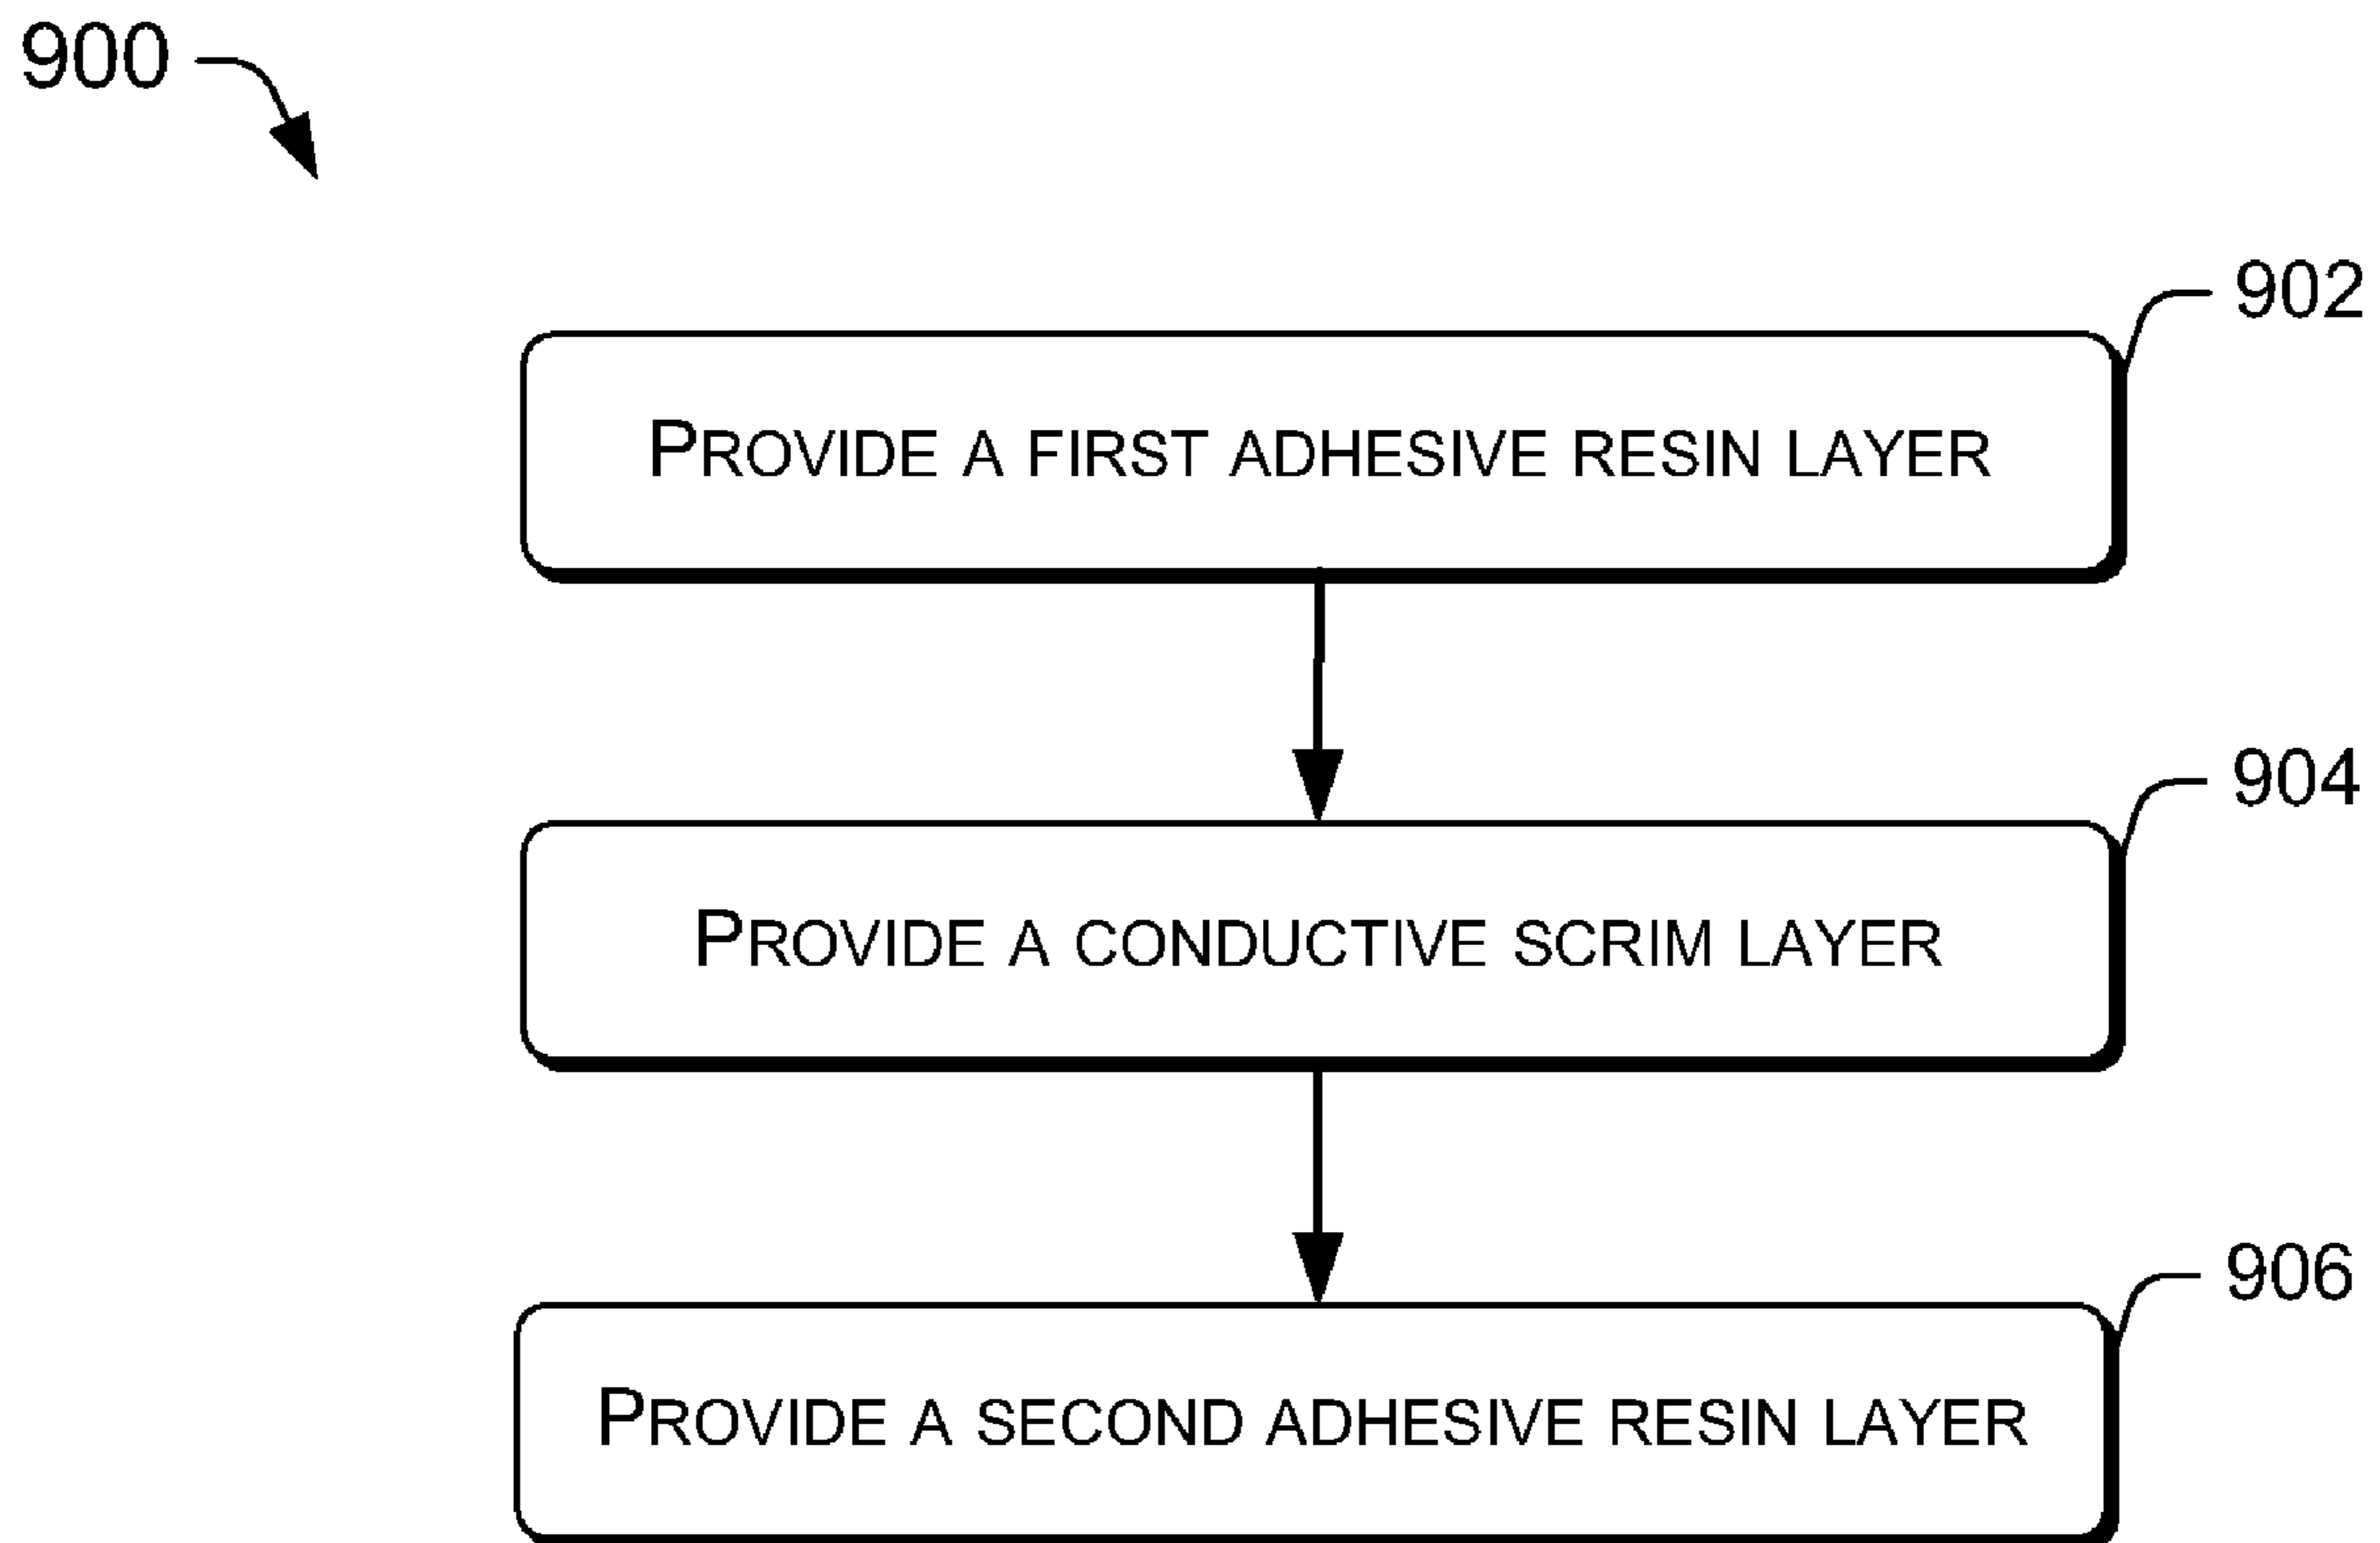 900
902
PROVIDE A FIRST ADHESIVE RESIN LAYER
904
PROVIDE A CONDUCTIVE SCRIM LAYER
906
PROVIDE A SECOND ADHESIVE RESIN LAYER